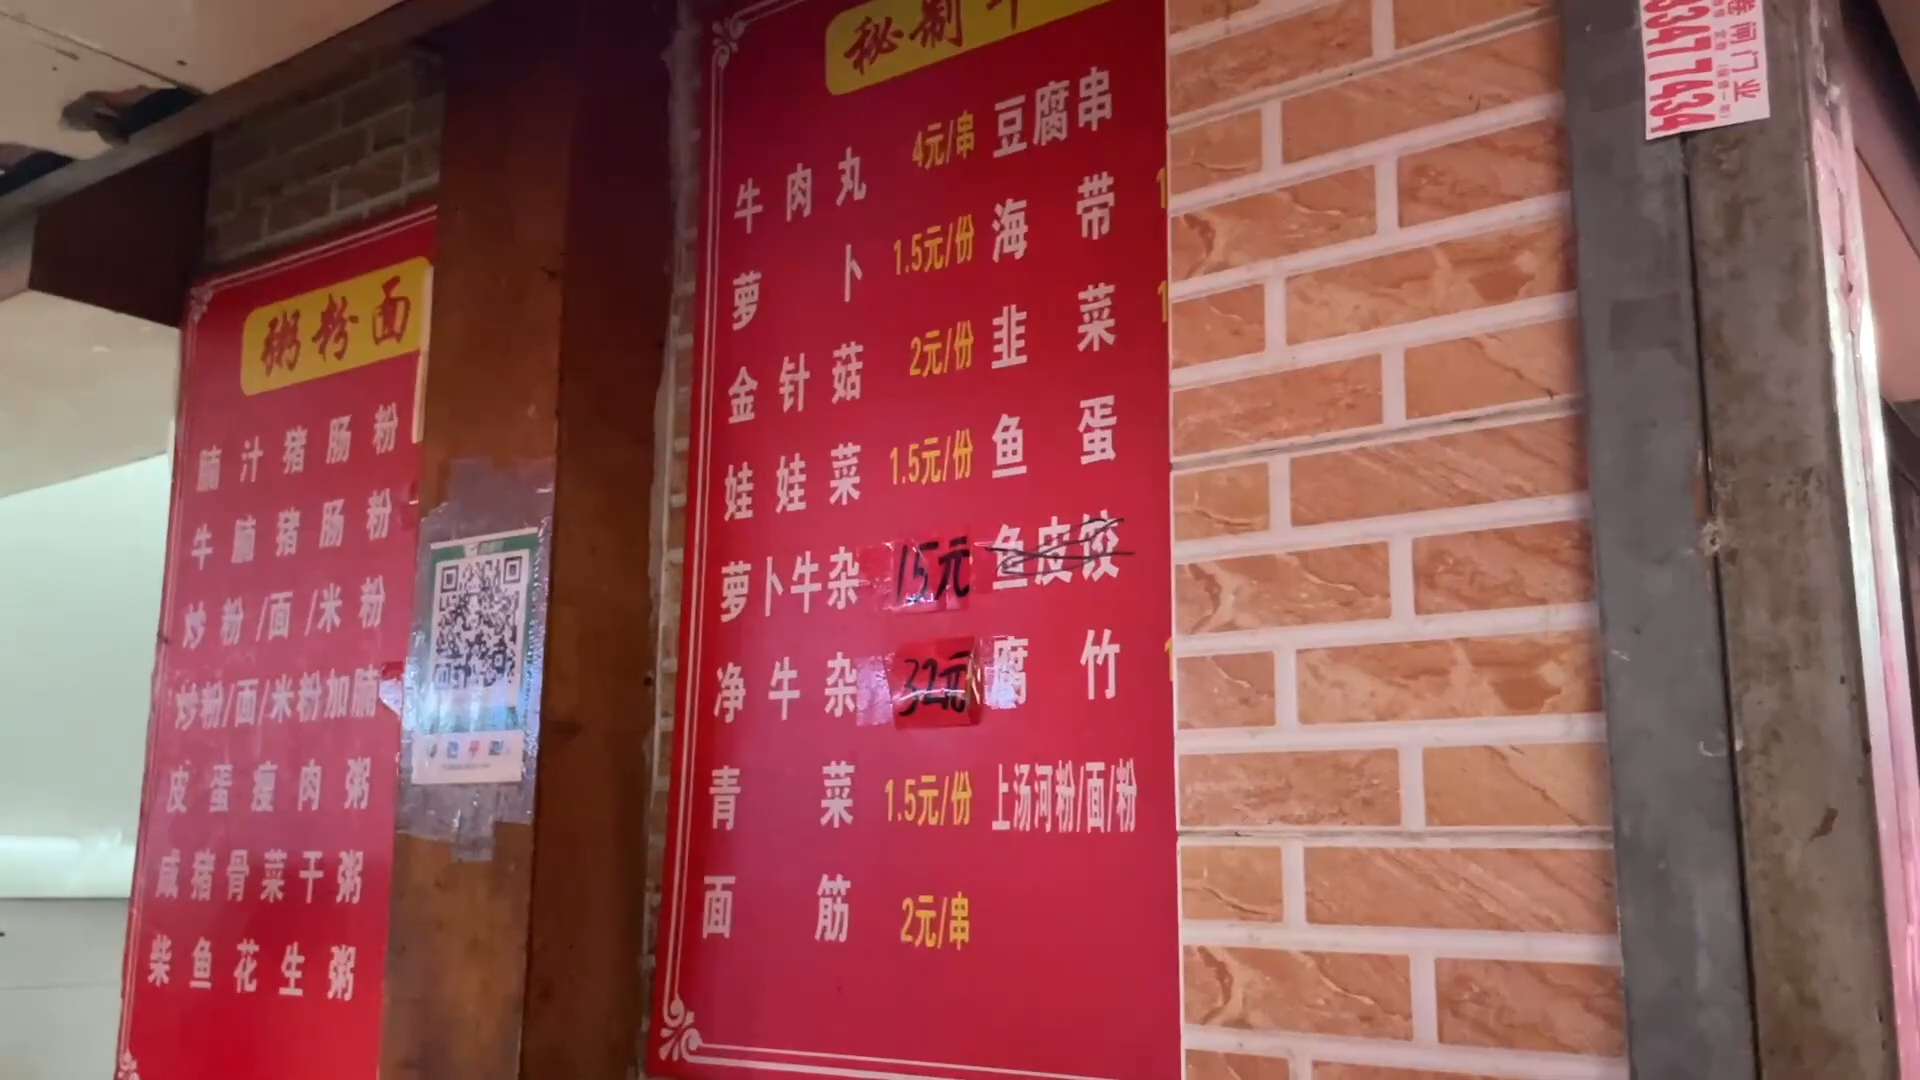 粥粉面
腩汁猪肠粉
牛腩猪肠粉
炒粉/面/米粉
炒粉/面/米粉加腩
皮蛋瘦肉粥
咸猪骨菜干粥
柴鱼花生粥
秘制牛
牛肉丸 4元/串 豆腐串
萝卜 1.5元/份 海带
金针菇 2元/份 韭菜
娃娃菜 1.5元/份 鱼蛋
萝卜牛杂 15元 鱼皮饺
净牛杂 32元 腐竹
青菜 1.5元/份 上汤河粉/面/粉
面筋 2元/串
3477434